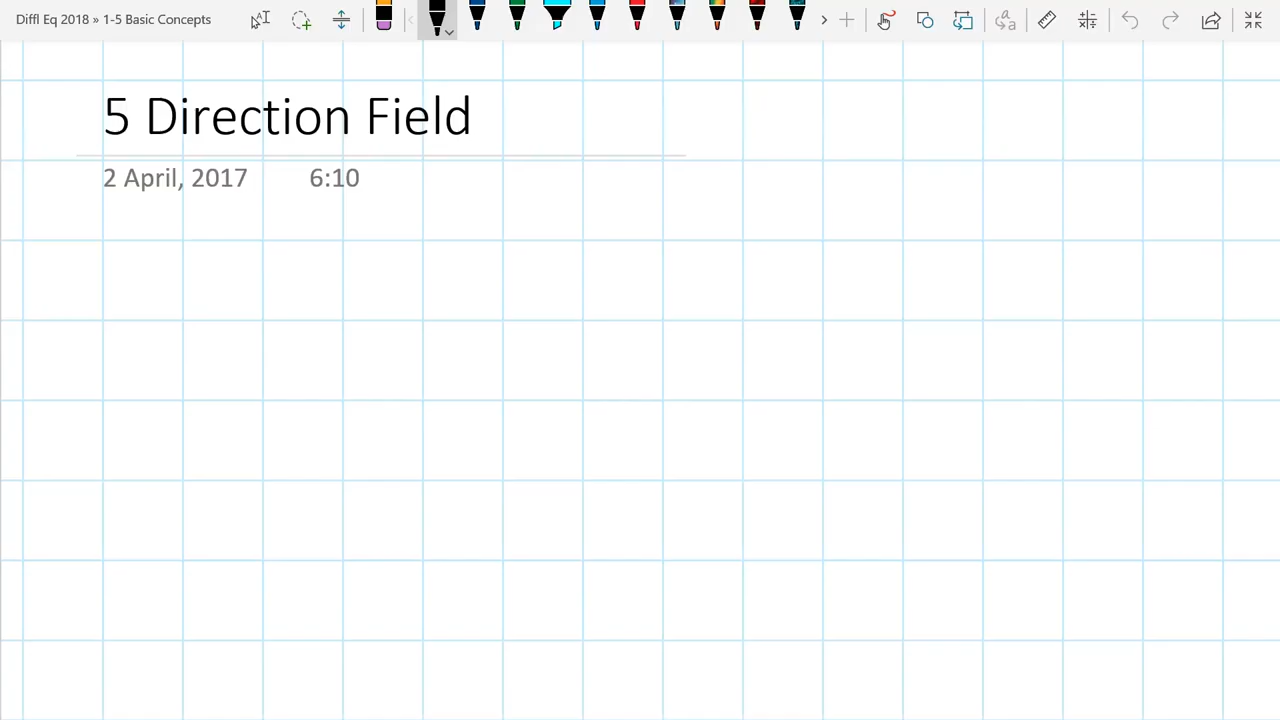 Diffl Eq 2018 » 1-5 Basic Concepts
5 Direction Field
2 April, 2017 6:10